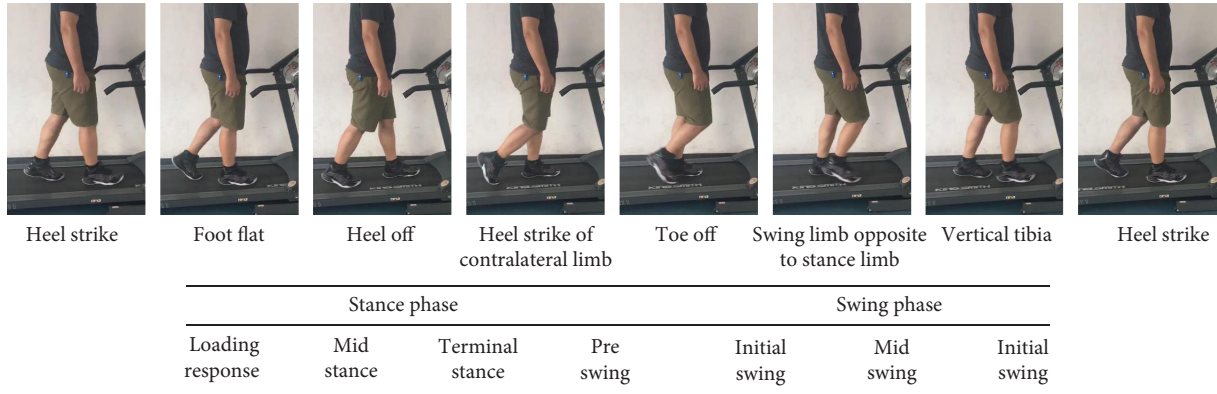 Heel strike
Foot flat
Heel off
Heel strike of
contralateral limb
Toe off
Swing limb opposite
to stance limb
Vertical tibia
Heel strike
Stance phase
Swing phase
Loading
response
Mid
stance
Terminal
stance
Pre
swing
Initial
swing
Mid
swing
Initial
swing